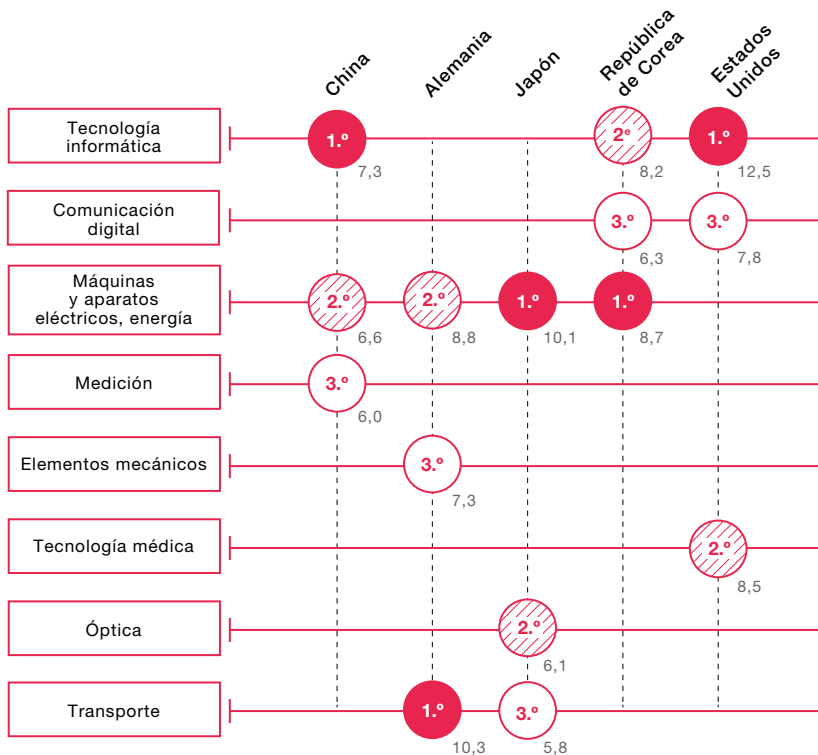 China
Alemania
Japón
República
de Corea
Estados
Unidos
Tecnología
informática
1.º
7,3
2e
8,2
1.º
12,5
Comunicación
digital
3.º
6,3
3.º
7,8
Máquinas
y aparatos
eléctricos, energía
2.º
6,6
2.º
8,8
1.º
10,1
1.º
8,7
Medición
3.º
6,0
Elementos mecánicos
3.º
7,3
Tecnología médica
2.º
8,5
Óptica
2.º
6,1
Transporte
1.º
10,3
3.º
5,8